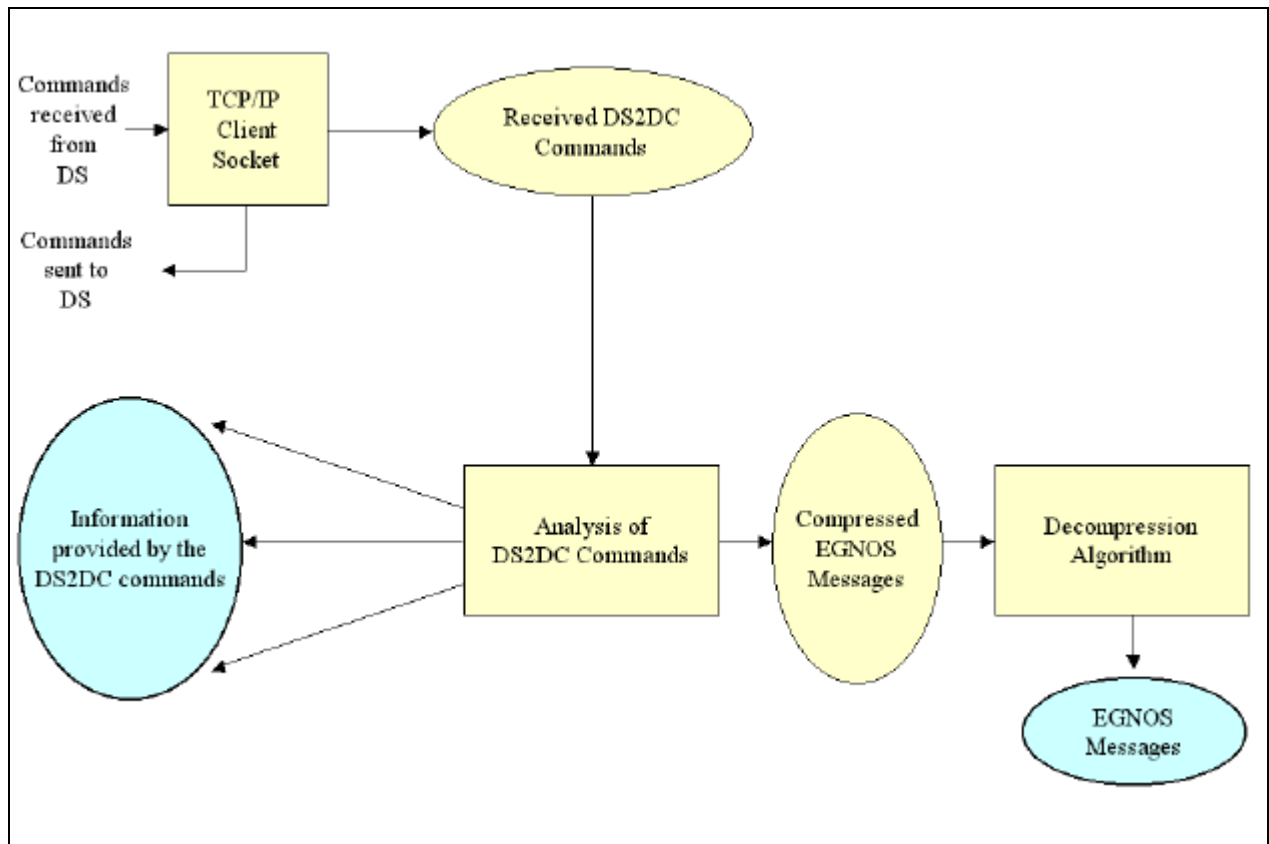 Commands
received
from
DS
TCP/IP
Client
Socket
Received DS2DC
Commands
Commands
sent to
DS
Information
provided by the
DS2DC commands
Analysis of
DS2DC Commands
Compressed
EGNOS
Messages
Decompression
Algorithm
EGNOS
Messages